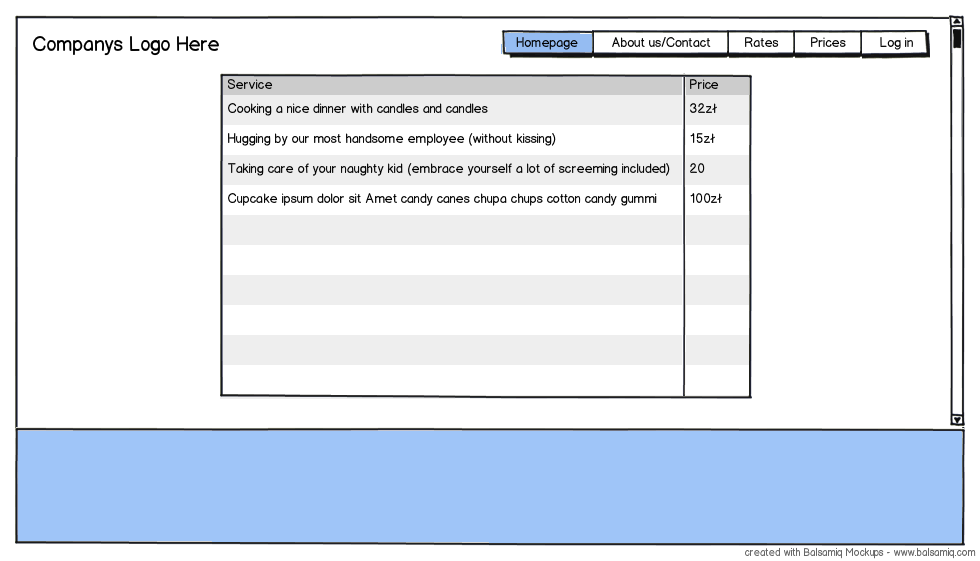 Companys Logo Here
Homepage About us/Contact Rates Prices Log in
Service Price
Cooking a nice dinner with candles and candles 32zł
Hugging by our most handsome employee (without kissing) 15zł
Taking care of your naughty kid (embrace yourself a lot of screeming included) 20
Cupcake ipsum dolor sit Amet candy canes chupa chups cotton candy gummi 100zł
created with Balsamiq Mockups - www.balsamiq.com